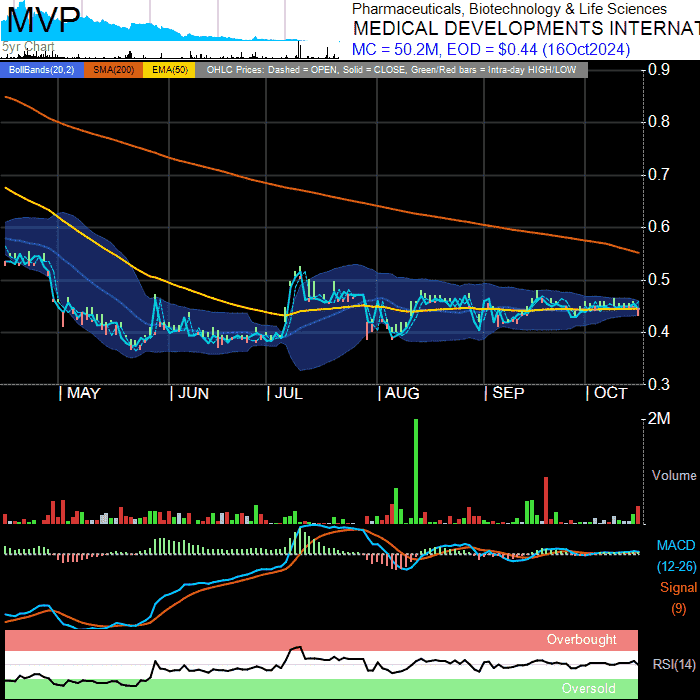 MVP
5yr Chart
Pharmaceuticals, Biotechnology & Life Sciences
MEDICAL DEVELOPMENTS INTERNAT
MC = 50.2M, EOD = $0.44 (16Oct2024)
BollBands(20,2) SMA(200) EMA(50) OHLC Prices: Dashed = OPEN, Solid = CLOSE, Green/Red bars = Intra-day HIGH/LOW
0.9
0.8
0.7
0.6
0.5
0.4
0.3
MAY JUN JUL AUG SEP OCT
2M
Volume
MACD
(12-26)
Signal
(9)
Overbought
RSI(14)
Oversold